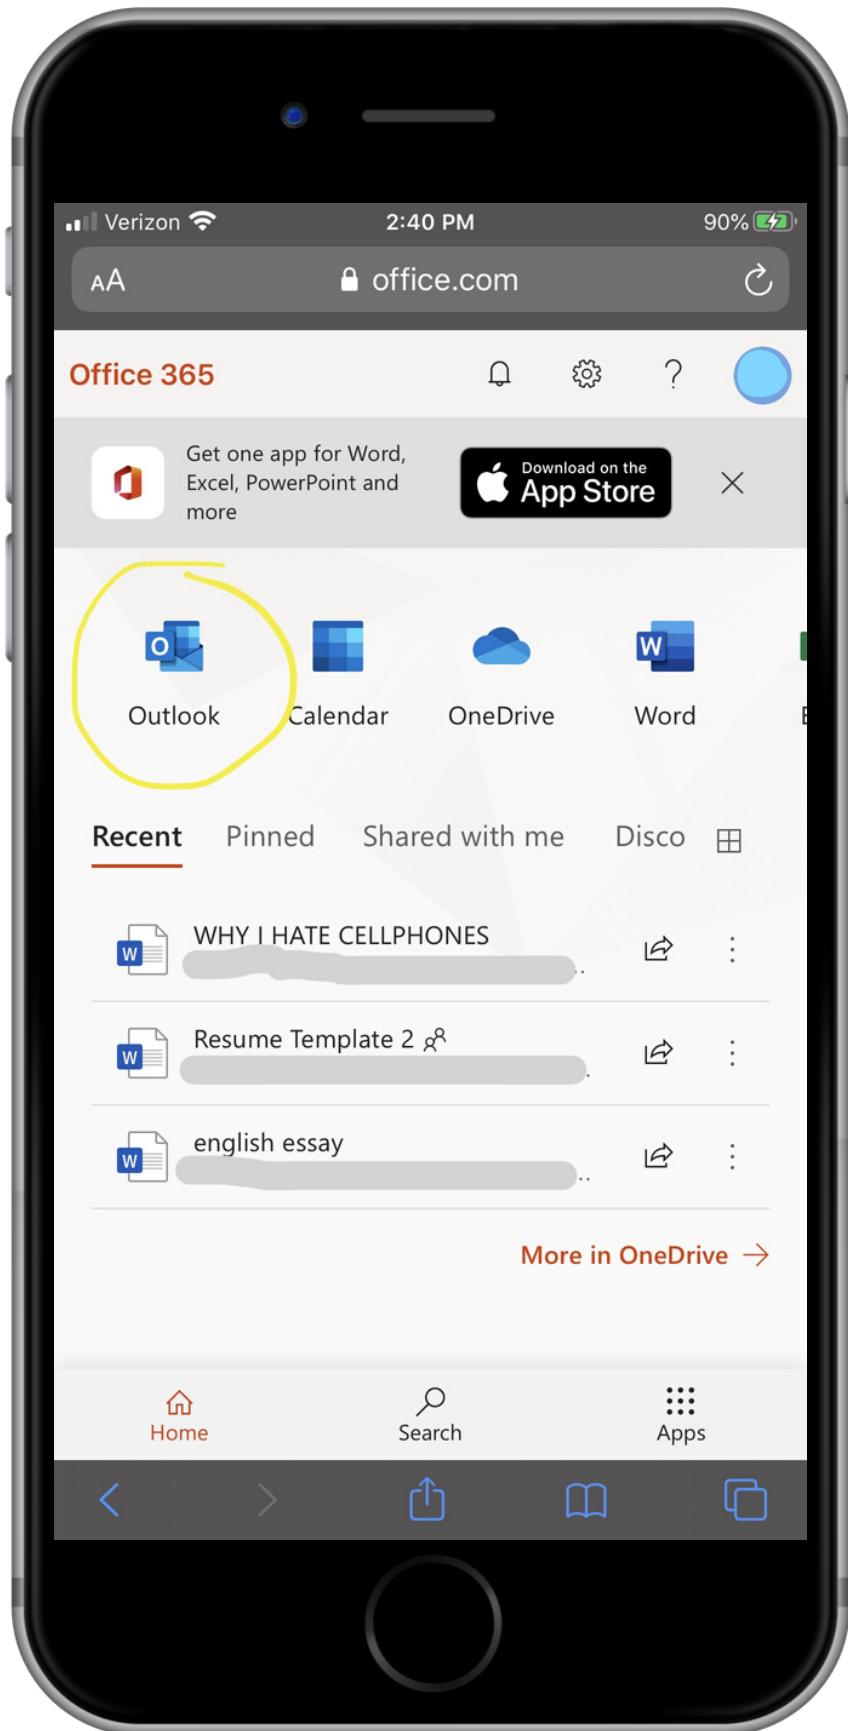 Verizon 2:40 PM 90%
AA office.com
Office 365 ?
Get one app for Word,
Excel, PowerPoint and
more
Download on the
App Store
Outlook Calendar OneDrive Word
Recent Pinned Shared with me Disco
WHY I HATE CELLPHONES
Resume Template 2
english essay
More in OneDrive →
Home Search Apps